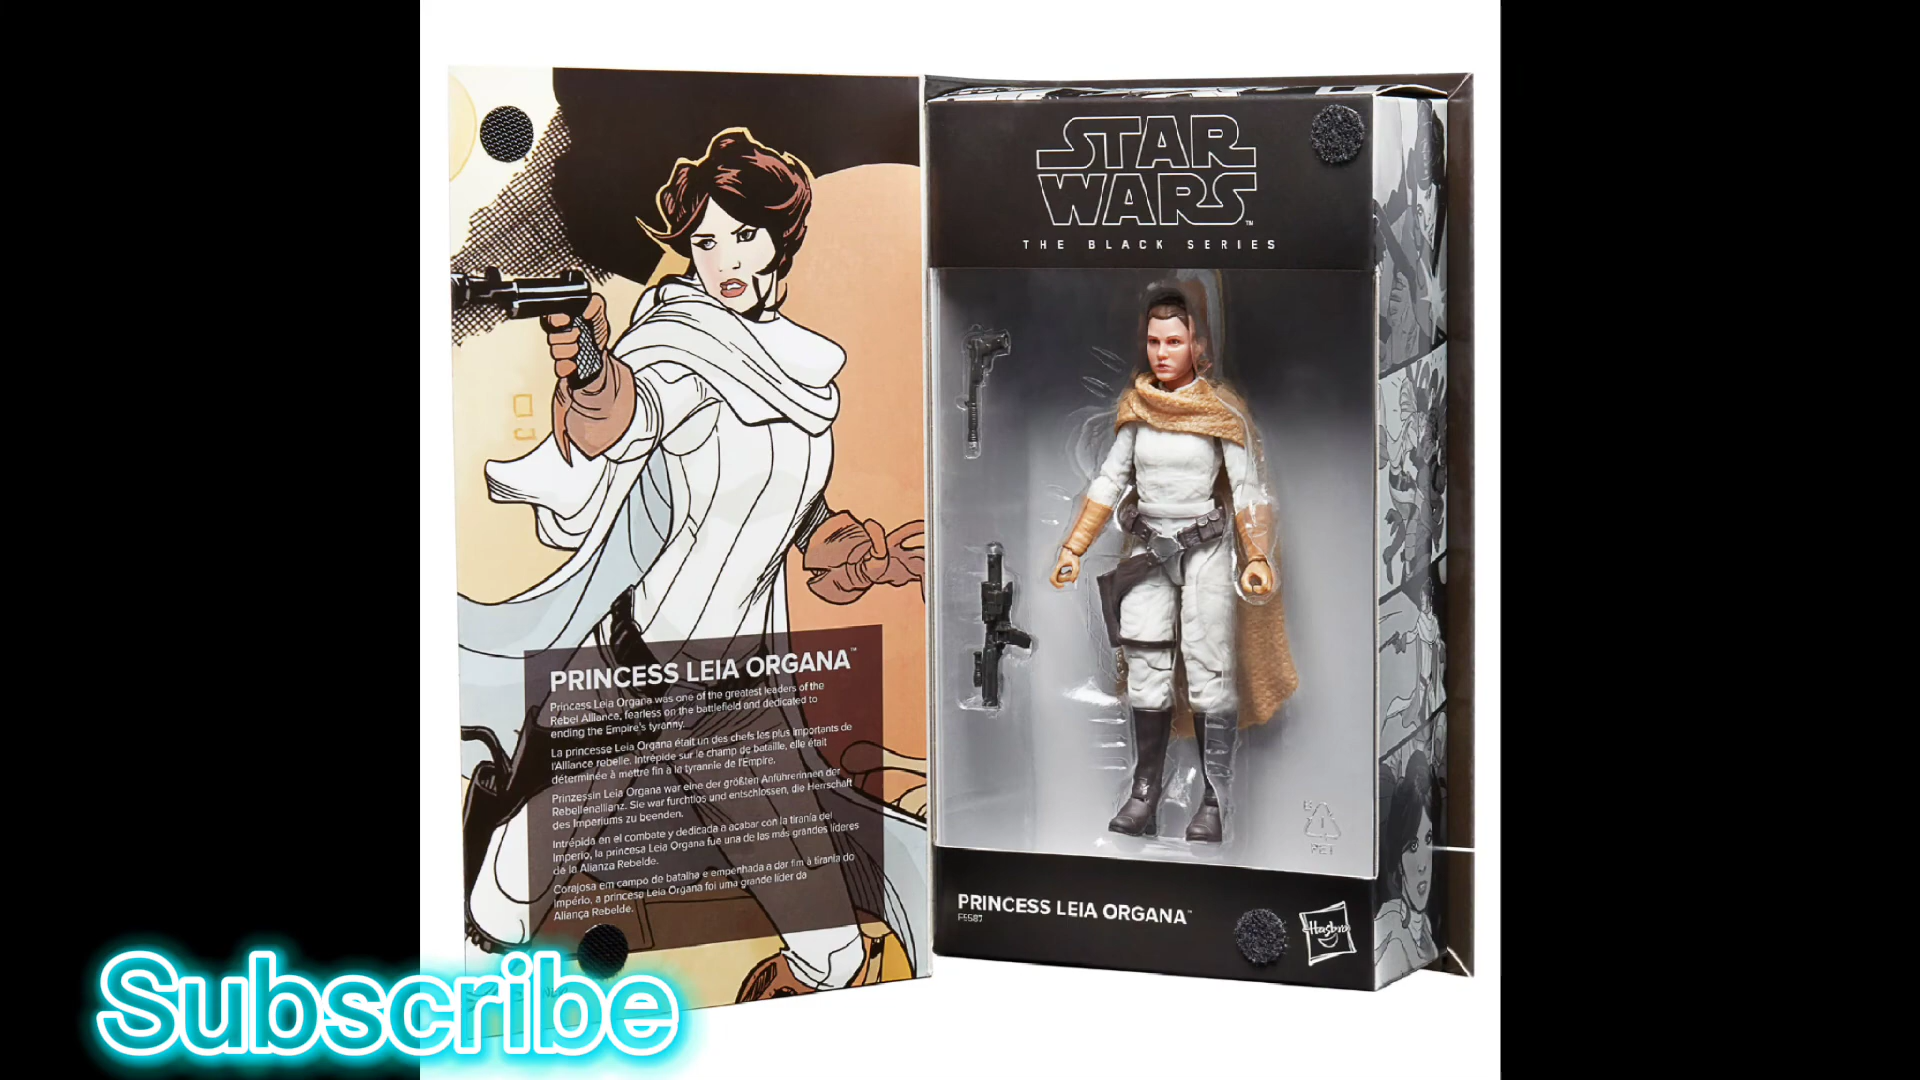 STAR
WARS™
THE BLACK SERIES
PRINCESS LEIA ORGANA™
Princess Leia Organa was one of the greatest leaders of the
Rebel Alliance, fearless on the battlefield and dedicated to
ending the Empire's tyranny.
La princesse Leia Organa était un des chefs les plus importants de
l'Alliance rebelle. Intrépide sur le champ de bataille, elle était
déterminée à mettre fin à la tyrannie de l'Empire.
Prinzessin Leia Organa war eine der größten Anführerinnen der
Rebellenallianz. Sie war furchtlos und entschlossen, die Herrschaft
des Imperiums zu beenden.
Intrépida en el combate y dedicada a acabar con la tiranía del
Imperio, la princesa Leia Organa fue una de las más grandes líderes
de la Alianza Rebelde.
Corajosa em campo de batalha e empenhada a dar fim à tirania do
Império, a princesa Leia Organa foi uma grande líder da
Aliança Rebelde.
PRINCESS LEIA ORGANA™
F5587
Hasbro
Subscribe